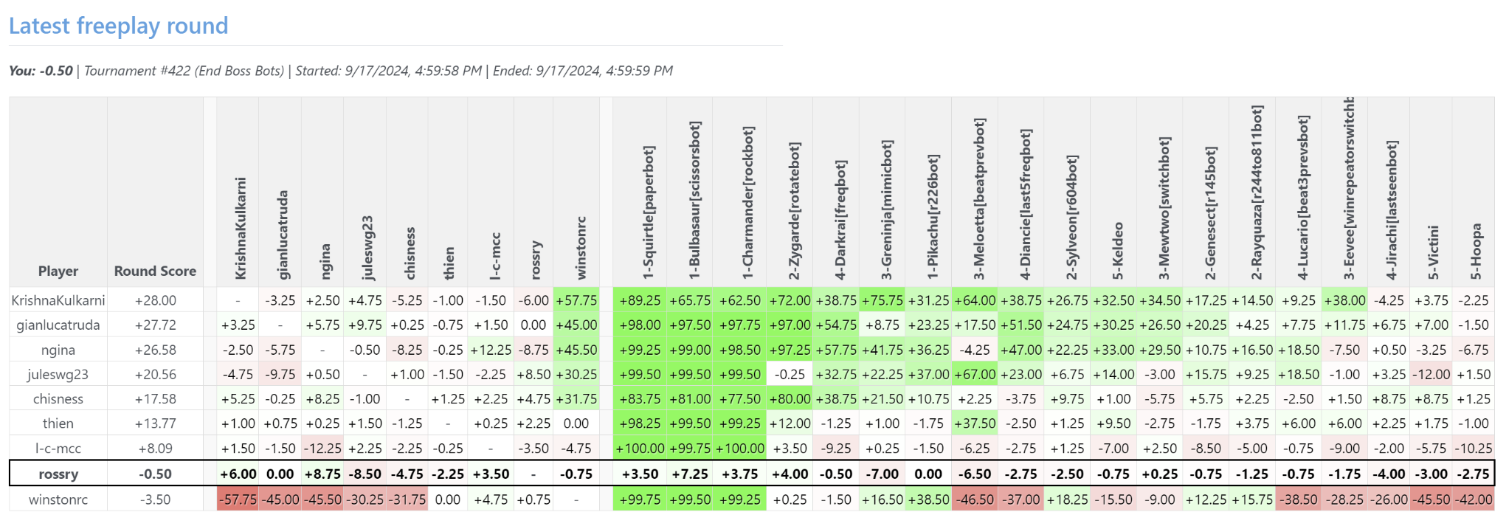 Latest freeplay round
You: -0.50 | Tournament #422 (End Boss Bots) | Started: 9/17/2024, 4:59:58 PM | Ended: 9/17/2024, 4:59:59 PM
Player Round Score KrishnaKulkarni gianlucatruda ngina juleswg23 chisness thien l-c-mcc rossry winstonrc 1-Squirtle[paperbot] 1-Bulbasaur[scissorsbot] 1-Charmander[rockbot] 2-Zygarde[rotatebot] 4-Darkrai[freqbot] 3-Greninja[mimicbot] 1-Pikachu[r226bot] 3-Meloetta[beatprevbot] 4-Diancie[last5freqbot] 2-Sylveon[r604bot] 5-Keldeo 3-Mewtwo[switchbot] 2-Genesect[r145bot] 2-Rayquaza[r244to811bot] 4-Lucario[beat3prevsbot] 3-Eevee[winrepeatorswitchb 4-Jirachi[lastseenbot] 5-Victini 5-Hoopa
KrishnaKulkarni +28.00 - -3.25 +2.50 +4.75 -5.25 -1.00 -1.50 -6.00 +57.75 +89.25 +65.75 +62.50 +72.00 +38.75 +75.75 +31.25 +64.00 +38.75 +26.75 +32.50 +34.50 +17.25 +14.50 +9.25 +38.00 -4.25 +3.75 -2.25
gianlucatruda +27.72 +3.25 - +5.75 +9.75 +0.25 -0.75 +1.50 0.00 +45.00 +98.00 +97.50 +97.75 +97.00 +54.75 +8.75 +23.25 +17.50 +51.50 +24.75 +30.25 +26.50 +20.25 +4.25 +7.75 +11.75 +6.75 +7.00 -1.50
ngina +26.58 -2.50 -5.75 - -0.50 -8.25 -0.25 +12.25 -8.75 +45.50 +99.25 +99.00 +98.50 +97.25 +57.75 +41.75 +36.25 -4.25 +47.00 +22.25 +33.00 +29.50 +10.75 +16.50 +18.50 -7.50 +0.50 -3.25 -6.75
juleswg23 +20.56 -4.75 -9.75 +0.50 - +1.00 -1.50 -2.25 +8.50 +30.25 +99.50 +99.50 +99.50 -0.25 +32.75 +22.25 +37.00 +67.00 +23.00 +6.75 +14.00 -3.00 +15.75 +9.25 +18.50 -1.00 +3.25 -12.00 +1.50
chisness +17.58 +5.25 -0.25 +8.25 -1.00 - +1.25 +2.25 +4.75 +31.75 +83.75 +81.00 +77.50 +80.00 +38.75 +21.50 +10.75 +2.25 -3.75 +9.75 +1.00 -5.75 +5.75 +2.25 -2.50 +1.50 +8.75 +8.75 +1.25
thien +13.77 +1.00 +0.75 +0.25 +1.50 -1.25 - +0.25 +2.25 0.00 +98.25 +99.50 +99.25 +12.00 -1.25 +1.00 -1.75 +37.50 -2.50 +1.25 +9.50 -2.75 -1.75 +3.75 +6.00 +6.00 +2.25 +1.75 -1.00
l-c-mcc +8.09 +1.50 -1.50 -12.25 +2.25 -2.25 -0.25 - -3.50 -4.75 +100.00 +99.75 +100.00 +3.50 -9.25 +0.25 -1.50 -6.25 -2.75 +1.25 -7.00 +2.50 -8.50 -5.00 -0.75 -9.00 -2.00 -5.75 -10.25
rossry -0.50 +6.00 0.00 +8.75 -8.50 -4.75 -2.25 +3.50 - -0.75 +3.50 +7.25 +3.75 +4.00 -0.50 -7.00 0.00 -6.50 -2.75 -2.50 -0.75 +0.25 -0.75 -1.25 -0.75 -1.75 -4.00 -3.00 -2.75
winstonrc -3.50 -57.75 -45.00 -45.50 -30.25 -31.75 0.00 +4.75 +0.75 - +99.75 +99.50 +99.25 +0.25 -1.50 +16.50 +38.50 -46.50 -37.00 +18.25 -15.50 -9.00 +12.25 +15.75 -38.50 -28.25 -26.00 -45.50 -42.00